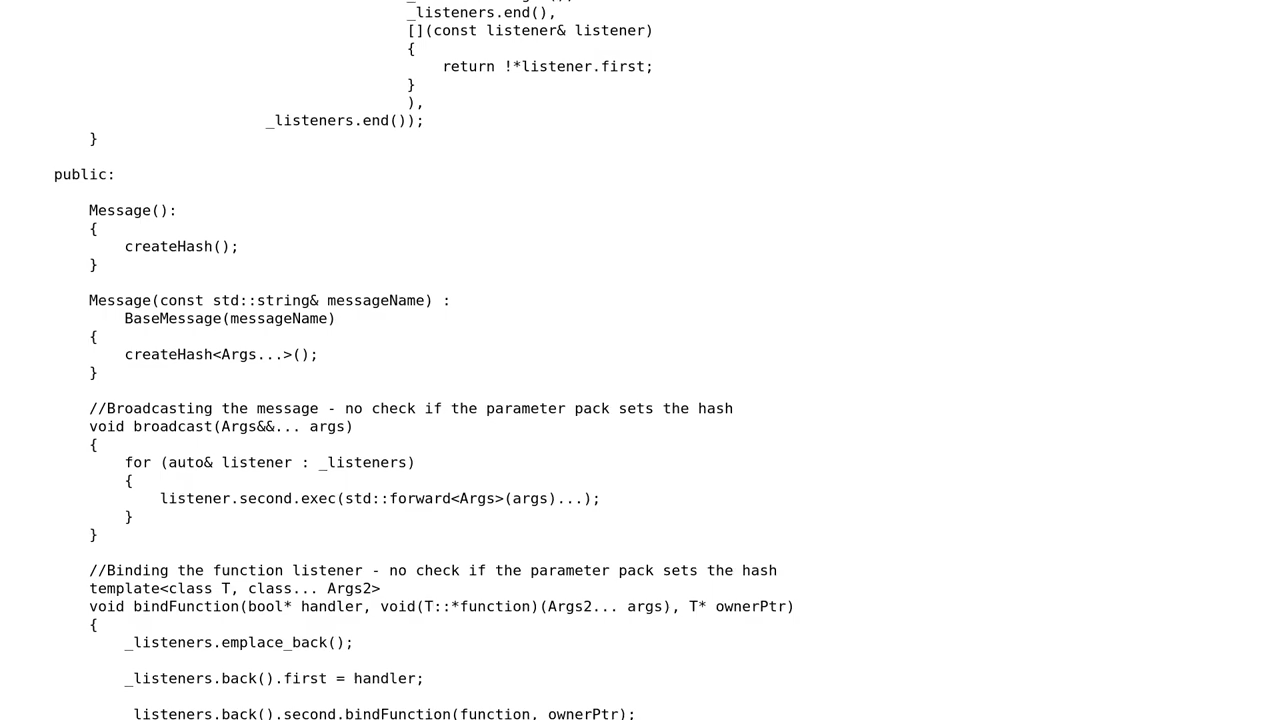 _listeners.end(),
[](const listener& listener)
{
return !*listener.first;
}
),
_listeners.end());
}
public:
Message():
{
createHash();
}
Message(const std::string& messageName) :
BaseMessage(messageName)
{
createHash<Args...>();
}
//Broadcasting the message - no check if the parameter pack sets the hash
void broadcast(Args&&... args)
{
for (auto& listener : _listeners)
{
listener.second.exec(std::forward<Args>(args)...);
}
}
//Binding the function listener - no check if the parameter pack sets the hash
template<class T, class... Args2>
void bindFunction(bool* handler, void(T::*function)(Args2... args), T* ownerPtr)
{
_listeners.emplace_back();
_listeners.back().first = handler;
_listeners.back().second.bindFunction(function, ownerPtr);